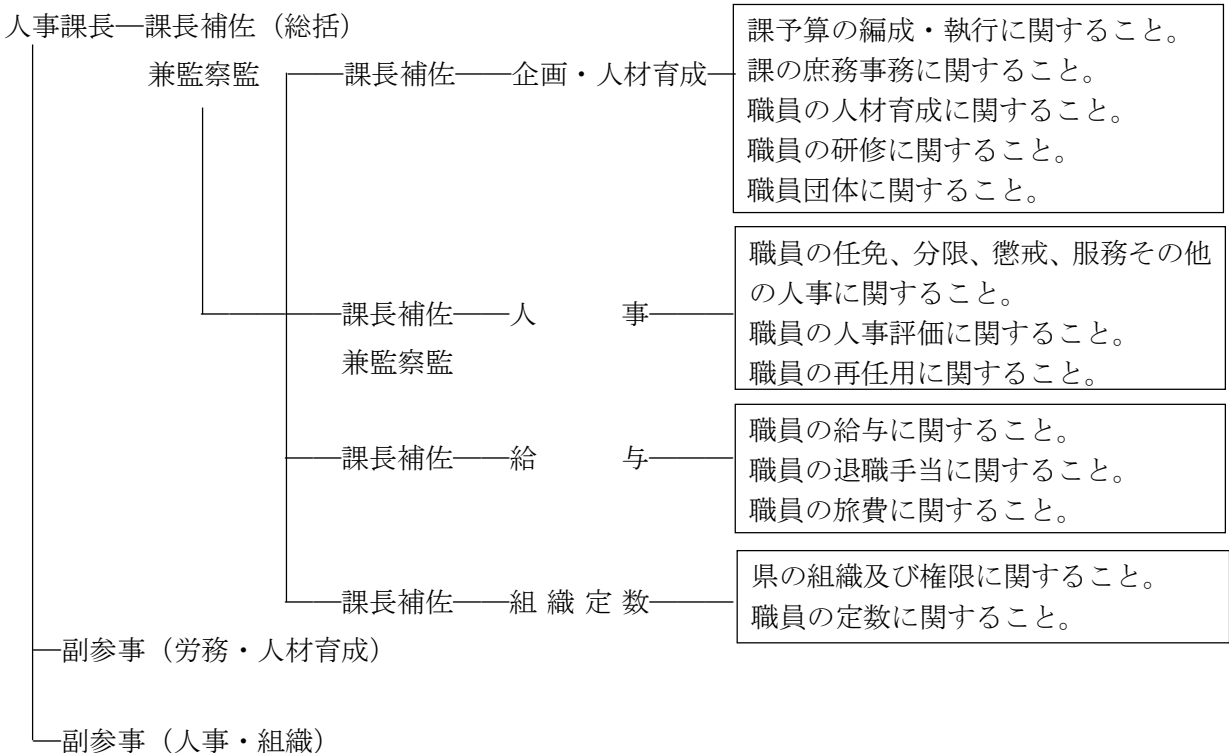 人事課長―課長補佐（総括）
兼監察監
課長補佐――企画・人材育成
課予算の編成・執行に関すること。
課の庶務事務に関すること。
職員の人材育成に関すること。
職員の研修に関すること。
職員団体に関すること。
課長補佐――人　　事
兼監察監
職員の任免、分限、懲戒、服務その他
の人事に関すること。
職員の人事評価に関すること。
職員の再任用に関すること。
課長補佐――給　　与
職員の給与に関すること。
職員の退職手当に関すること。
職員の旅費に関すること。
課長補佐――組 織 定 数
県の組織及び権限に関すること。
職員の定数に関すること。
副参事（労務・人材育成）
副参事（人事・組織）